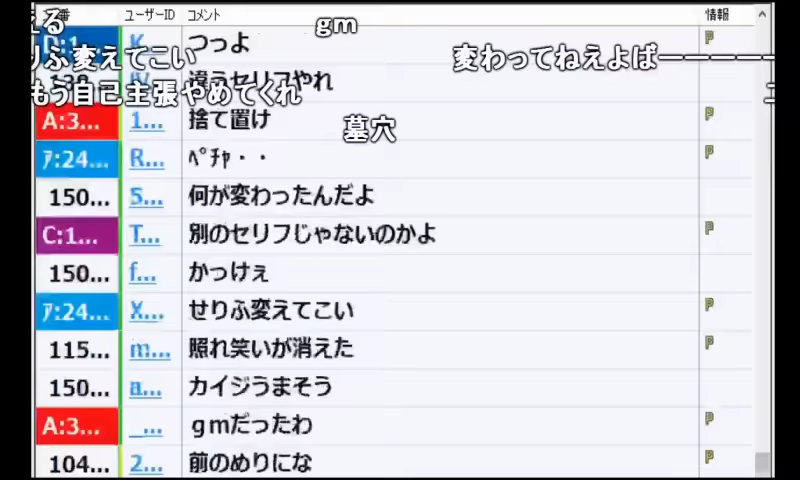 える
番 ユーザーID コメント 情報
gm
つっよ P
りふ変えてこい 変わってねえよばーーーーー
違うセリフやれ
もう自己主張やめてくれ
A:3... 1... 捨て置け P
墓穴
ｱ:24... R... ﾍﾟﾁｬ・・ P
150... 5... 何が変わったんだよ
C:1... T... 別のセリフじゃないのかよ P
150... f... かっけぇ
ｱ:24... X... せりふ変えてこい P
115... m... 照れ笑いが消えた P
150... a... カイジうまそう
A:3... _... gmだったわ P
104... 2... 前のめりにな P